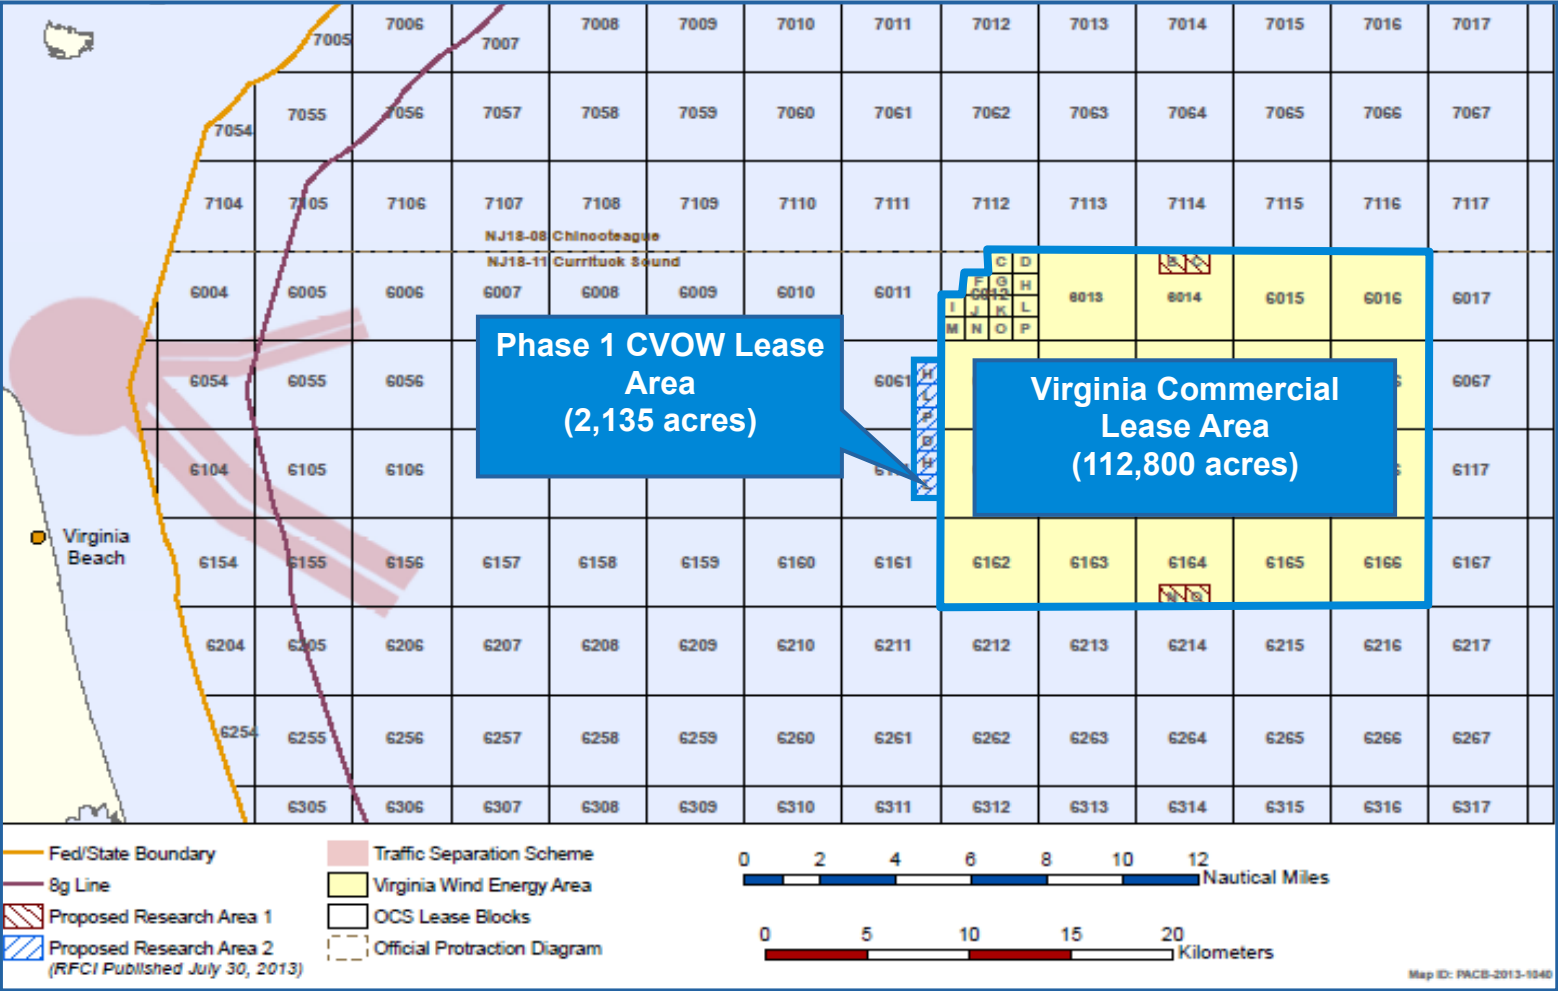 7005 7006 7007 7008 7009 7010 7011 7012 7013 7014 7015 7016 7017
7054 7055 7056 7057 7058 7059 7060 7061 7062 7063 7064 7065 7066 7067
7104 7105 7106 7107 7108 7109 7110 7111 7112 7113 7114 7115 7116 7117
NJ18-08 Chincoteague
NJ18-11 Currituck Sound
C D
B C
F G H
6004 6005 6006 6007 6008 6009 6010 6011 6012 6013 6014 6015 6016 6017
I J K L
M N O P
Phase 1 CVOW Lease
Area
(2,135 acres)
Virginia Commercial
Lease Area
(112,800 acres)
6054 6055 6056 6061 6067
H
L
P
D
H
L
6104 6105 6106 6117
Virginia
Beach
6154 6155 6156 6157 6158 6159 6160 6161 6162 6163 6164 6165 6166 6167
N O
6204 6205 6206 6207 6208 6209 6210 6211 6212 6213 6214 6215 6216 6217
6254 6255 6256 6257 6258 6259 6260 6261 6262 6263 6264 6265 6266 6267
6305 6306 6307 6308 6309 6310 6311 6312 6313 6314 6315 6316 6317
Fed/State Boundary
8g Line
Proposed Research Area 1
Proposed Research Area 2
(RFCI Published July 30, 2013)
Traffic Separation Scheme
Virginia Wind Energy Area
OCS Lease Blocks
Official Protraction Diagram
0 2 4 6 8 10 12
Nautical Miles
0 5 10 15 20
Kilometers
Map ID: PACB-2013-1040